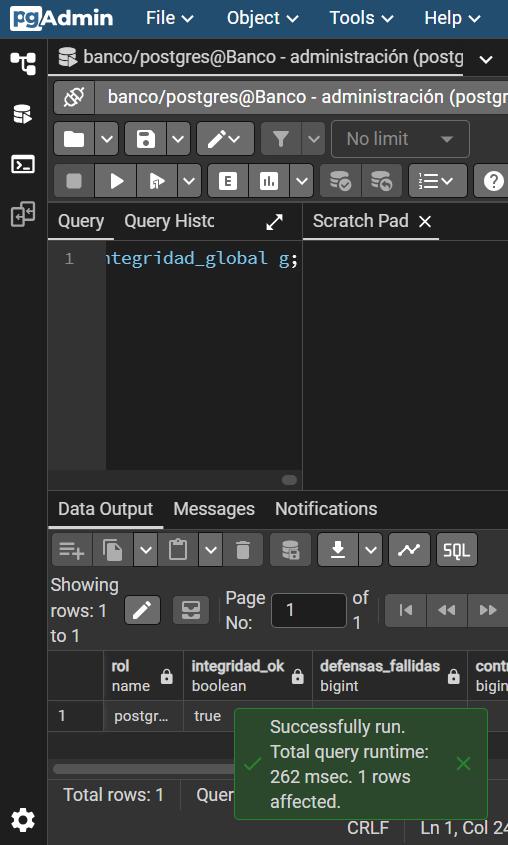 pgAdmin File Object Tools Help
banco/postgres@Banco - administración (postg
banco/postgres@Banco - administración (postgr
No limit
E
Query Query Histo Scratch Pad
1 ntegridad_global g;
Data Output Messages Notifications
SQL
Showing
rows: 1
to 1
Page
No:
1
of
1
rol integridad_ok defensas_fallidas contr
name boolean bigint bigin
1 postgr... true
Successfully run.
Total query runtime:
262 msec. 1 rows
affected.
Total rows: 1 Quer
CRLF Ln 1, Col 24